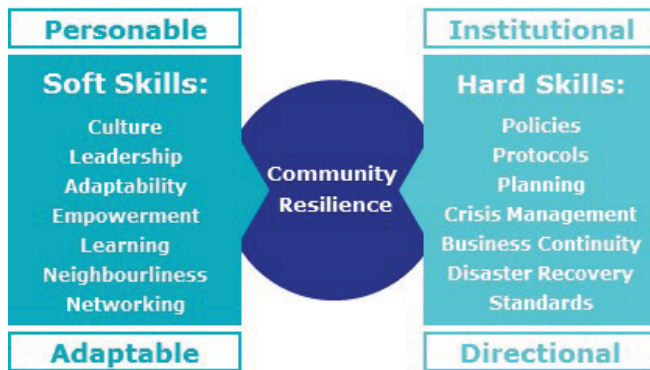 Personable
Soft Skills:
Culture
Leadership
Adaptability
Empowerment
Learning
Neighbourliness
Networking
Adaptable
Community
Resilience
Institutional
Hard Skills:
Policies
Protocols
Planning
Crisis Management
Business Continuity
Disaster Recovery
Standards
Directional